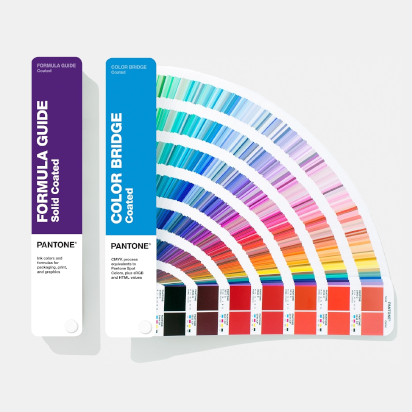 FORMULA GUIDE
Coated
FORMULA GUIDE
Solid Coated
PANTONE®
Ink colors and
formulas for
packaging, print,
and graphics
COLOR BRIDGE
Coated
COLOR BRIDGE
Coated
PANTONE®
CMYK process
equivalents to
Pantone Spot
Colors, plus sRGB
and HTML values
PANTONE